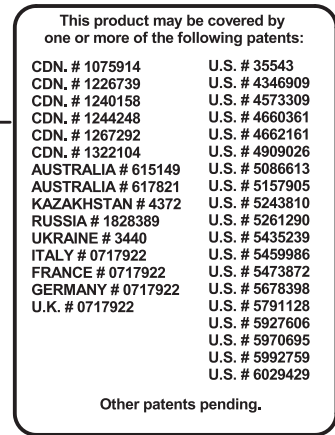 This product may be covered by
one or more of the following patents:
CDN. # 1075914
CDN. # 1226739
CDN. # 1240158
CDN. # 1244248
CDN. # 1267292
CDN. # 1322104
AUSTRALIA # 615149
AUSTRALIA # 617821
KAZAKHSTAN # 4372
RUSSIA # 1828389
UKRAINE # 3440
ITALY # 0717922
FRANCE # 0717922
GERMANY # 0717922
U.K. # 0717922
U.S. # 35543
U.S. # 4346909
U.S. # 4573309
U.S. # 4660361
U.S. # 4662161
U.S. # 4909026
U.S. # 5086613
U.S. # 5157905
U.S. # 5243810
U.S. # 5261290
U.S. # 5435239
U.S. # 5459986
U.S. # 5473872
U.S. # 5678398
U.S. # 5791128
U.S. # 5927606
U.S. # 5970695
U.S. # 5992759
U.S. # 6029429
Other patents pending.